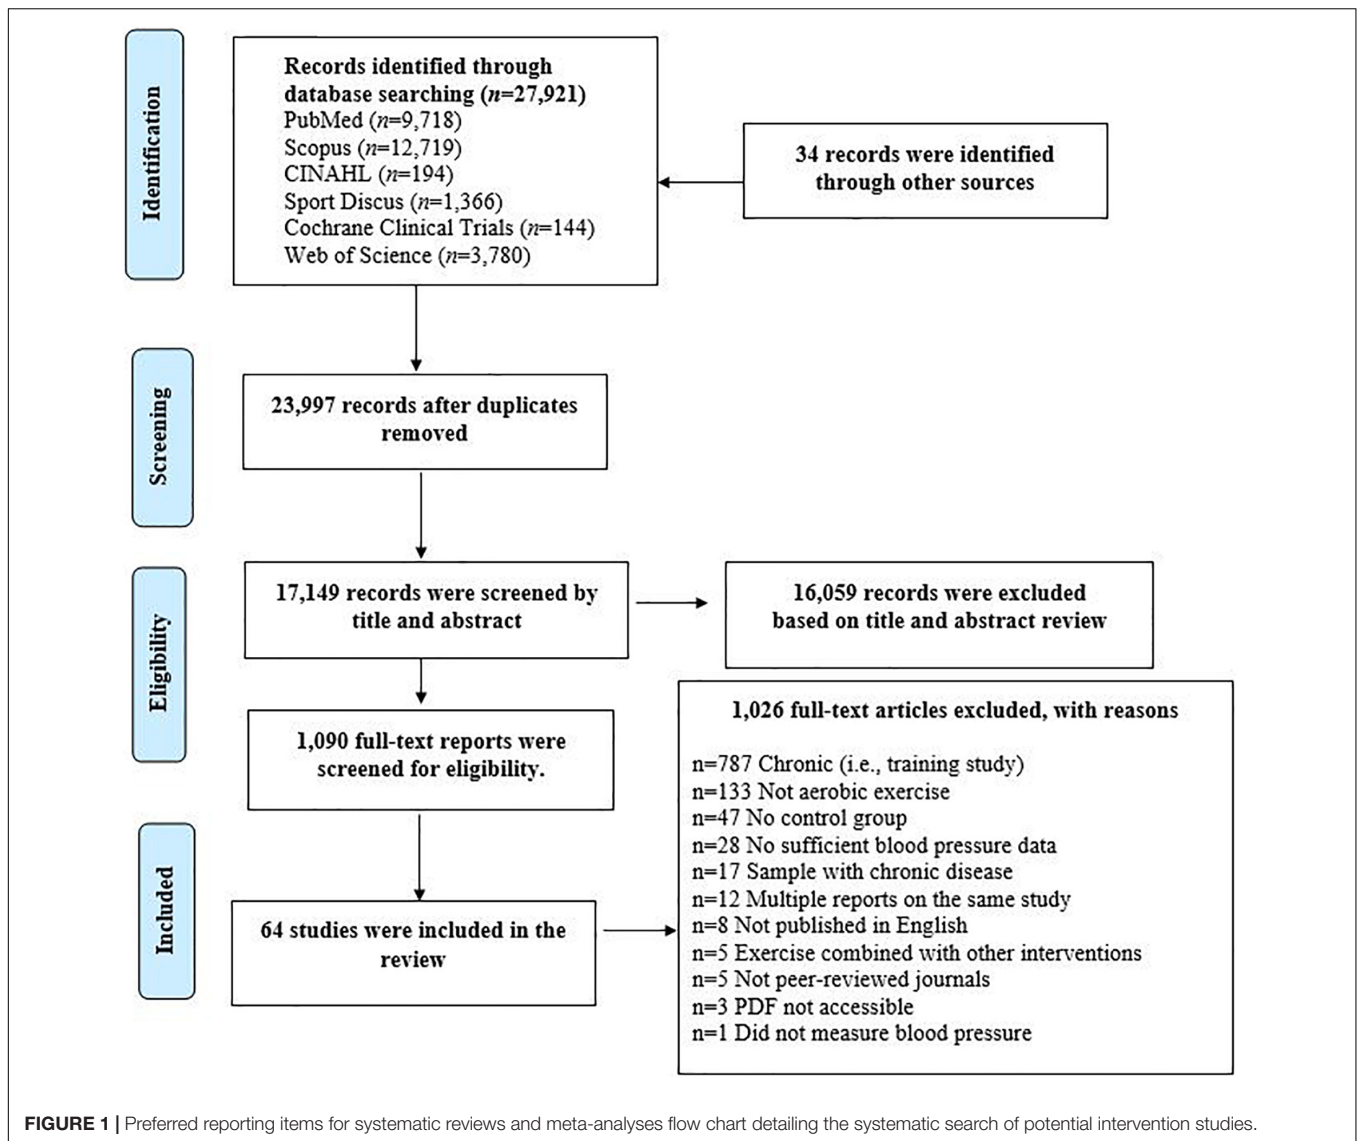 Identification
Records identified through
database searching (n=27,921)
PubMed (n=9,718)
Scopus (n=12,719)
CINAHL (n=194)
Sport Discus (n=1,366)
Cochrane Clinical Trials (n=144)
Web of Science (n=3,780)
34 records were identified
through other sources
Screening
23,997 records after duplicates
removed
Eligibility
17,149 records were screened by
title and abstract
16,059 records were excluded
based on title and abstract review
1,090 full-text reports were
screened for eligibility.
1,026 full-text articles excluded, with reasons
n=787 Chronic (i.e., training study)
n=133 Not aerobic exercise
n=47 No control group
n=28 No sufficient blood pressure data
n=17 Sample with chronic disease
n=12 Multiple reports on the same study
n=8 Not published in English
n=5 Exercise combined with other interventions
n=5 Not peer-reviewed journals
n=3 PDF not accessible
n=1 Did not measure blood pressure
Included
64 studies were included in the
review
FIGURE 1 | Preferred reporting items for systematic reviews and meta-analyses flow chart detailing the systematic search of potential intervention studies.